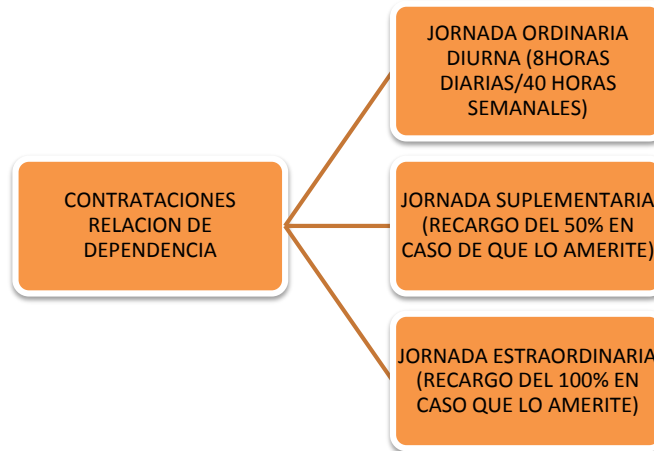 CONTRATACIONES
RELACION DE
DEPENDENCIA
JORNADA ORDINARIA
DIURNA (8HORAS
DIARIAS/40 HORAS
SEMANALES)
JORNADA SUPLEMENTARIA
(RECARGO DEL 50% EN
CASO DE QUE LO AMERITE)
JORNADA ESTRAORDINARIA
(RECARGO DEL 100% EN
CASO QUE LO AMERITE)